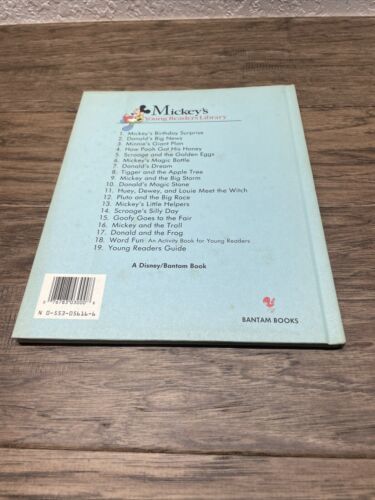 Mickey's
Young Readers Library
1. Mickey's Birthday Surprise
2. Donald's Big News
3. Minnie's Giant Plan
4. How Pooh Got His Honey
5. Scrooge and the Golden Eggs
6. Mickey's Magic Bottle
7. Donald's Dream
8. Tigger and the Apple Tree
9. Mickey and the Big Storm
10. Donald's Magic Stone
11. Huey, Dewey, and Louie Meet the Witch
12. Pluto and the Big Race
13. Mickey's Little Helpers
14. Scrooge's Silly Day
15. Goofy Goes to the Fair
16. Mickey and the Troll
17. Donald and the Frog
18. Word Fun: An Activity Book for Young Readers
19. Young Readers Guide
A Disney/Bantam Book
N 0-553-05616-6
BANTAM BOOKS